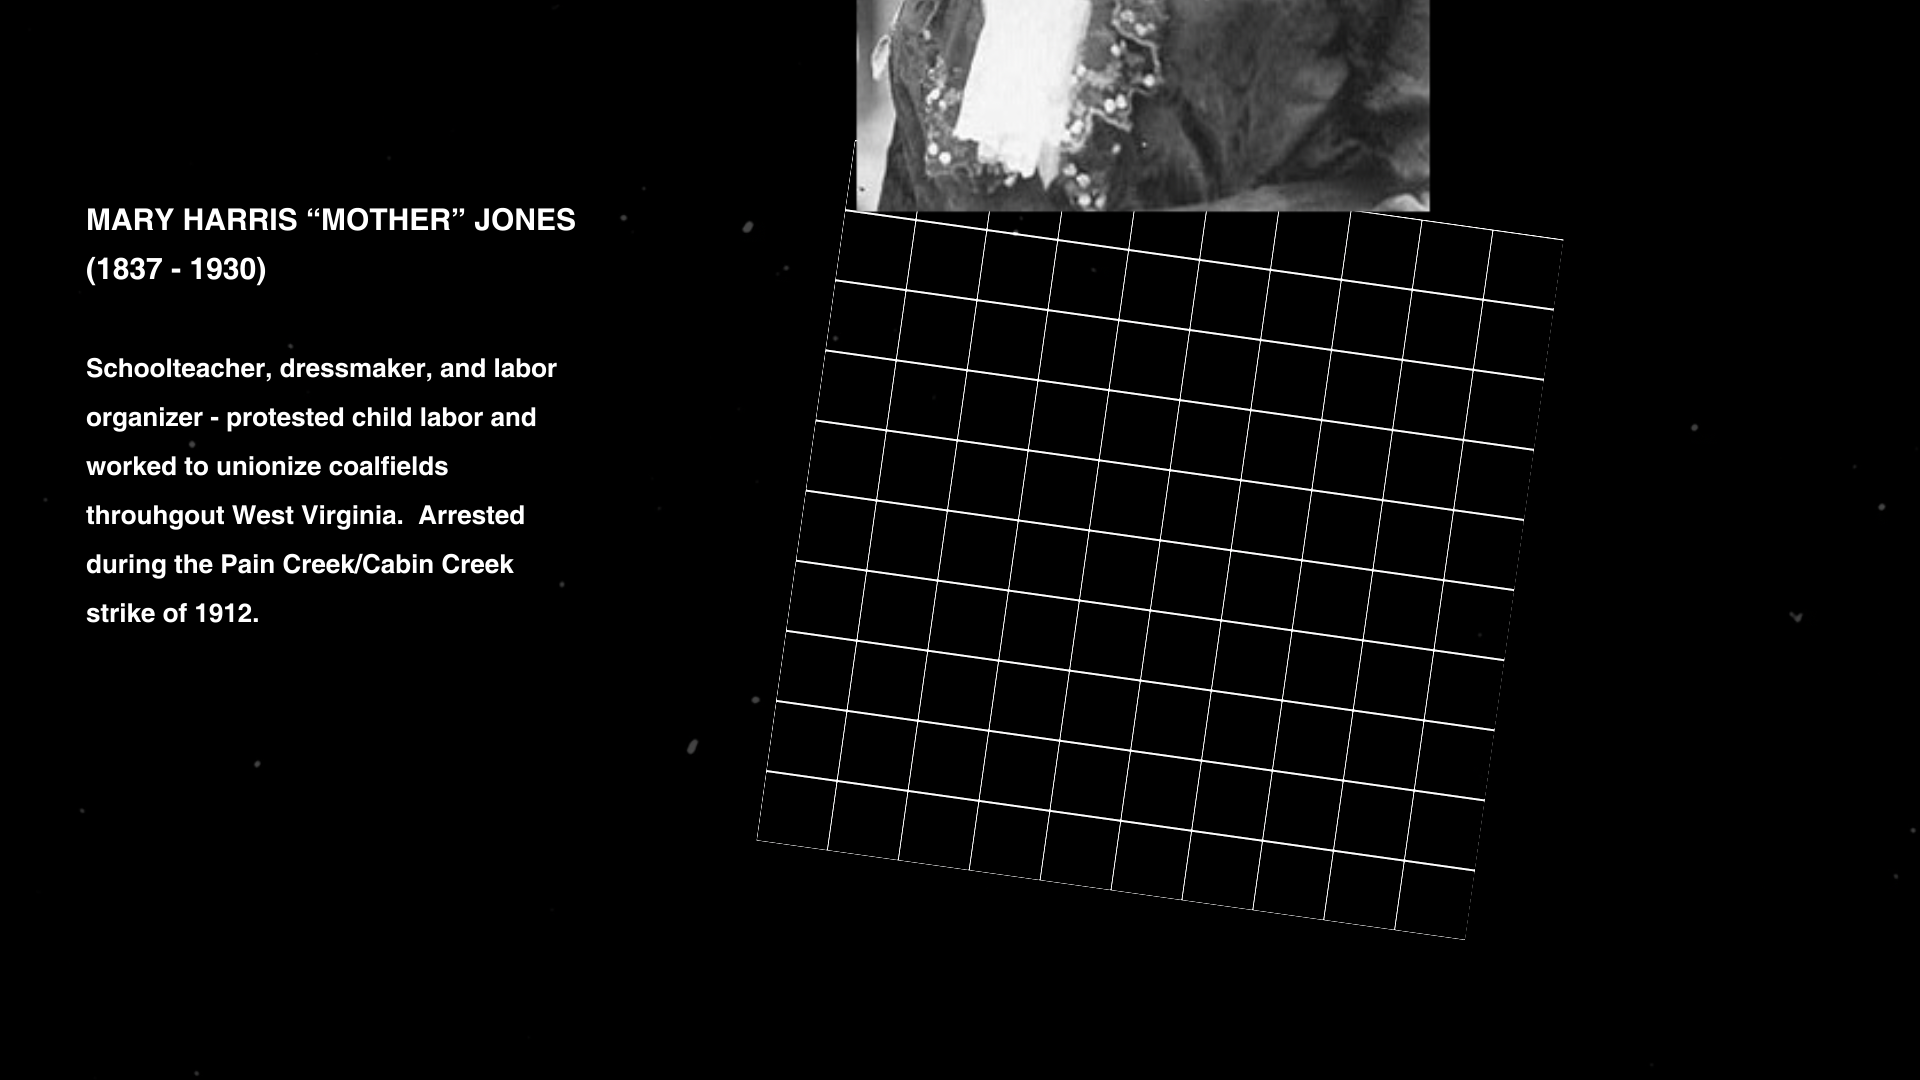 MARY HARRIS “MOTHER” JONES
(1837 - 1930)
Schoolteacher, dressmaker, and labor
organizer - protested child labor and
worked to unionize coalfields
throuhgout West Virginia.  Arrested
during the Pain Creek/Cabin Creek
strike of 1912.